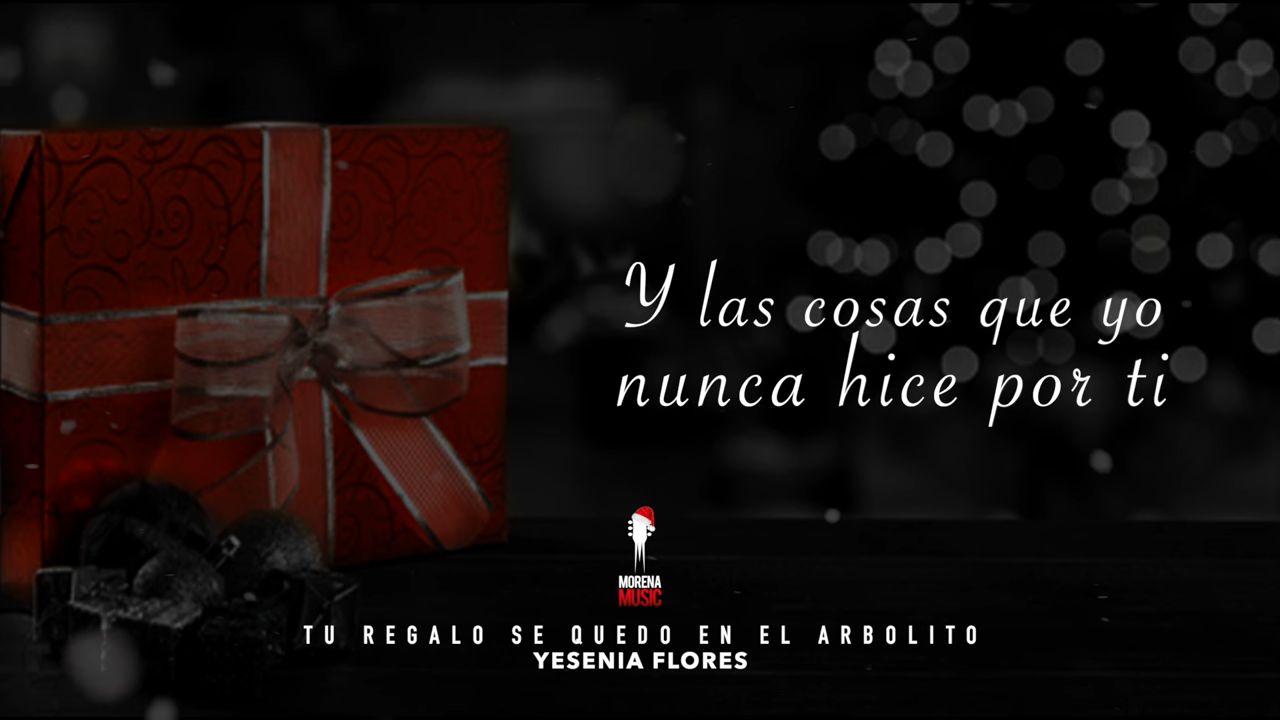 Y las cosas que yo
nunca hice por ti
MORENA
MUSIC
TU REGALO SE QUEDO EN EL ARBOLITO
YESENIA FLORES